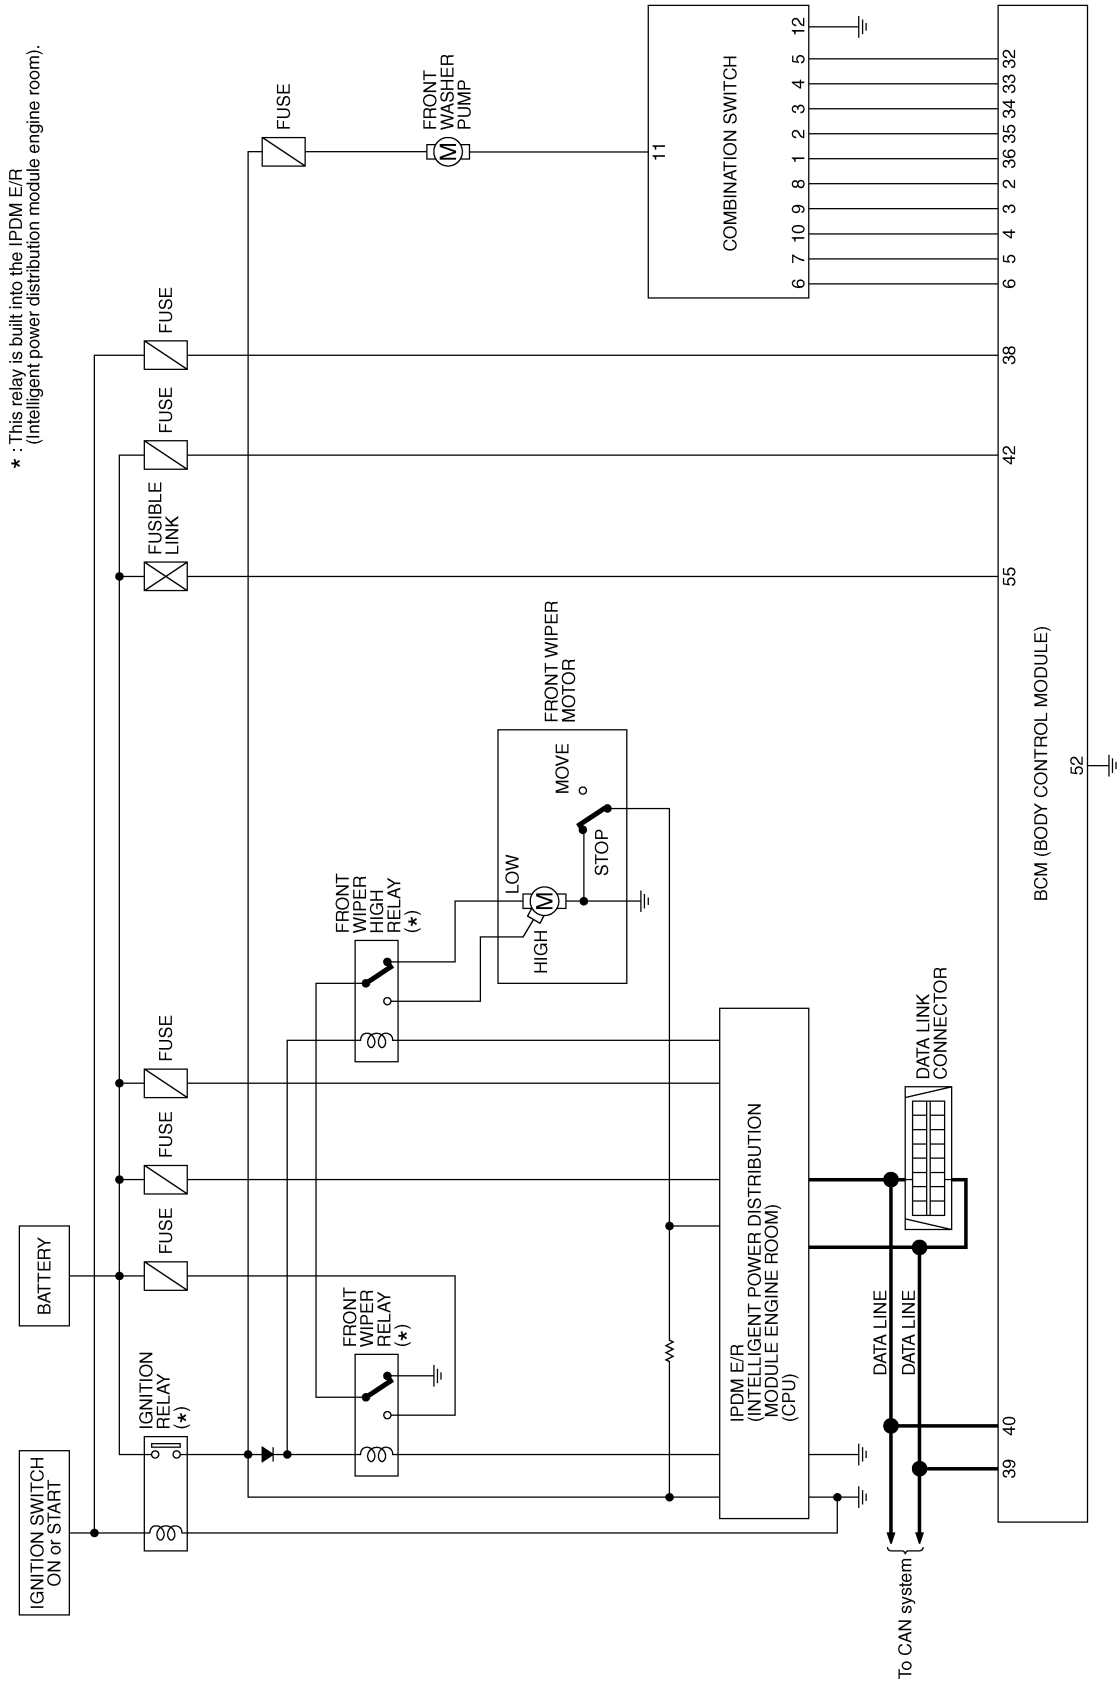 IGNITION SWITCH
ON or START
BATTERY
IGNITION
RELAY
(*)
FUSE
FUSE
FUSE
FUSIBLE
LINK
FUSE
FUSE
* : This relay is built into the IPDM E/R
(Intelligent power distribution module engine room).
FRONT
WIPER
RELAY
(*)
FRONT
WIPER
HIGH
RELAY
(*)
FUSE
FRONT
WASHER
PUMP
M
FRONT WIPER
MOTOR
LOW
HIGH
M
MOVE
STOP
COMBINATION SWITCH
11
6 7 10 9 8 1 2 3 4 5 12
IPDM E/R
(INTELLIGENT POWER DISTRIBUTION
MODULE ENGINE ROOM)
(CPU)
DATA LINE
DATA LINE
DATA LINK
CONNECTOR
To CAN system
39 40 55 42 38 6 5 4 3 2 36 35 34 33 32
BCM (BODY CONTROL MODULE)
52